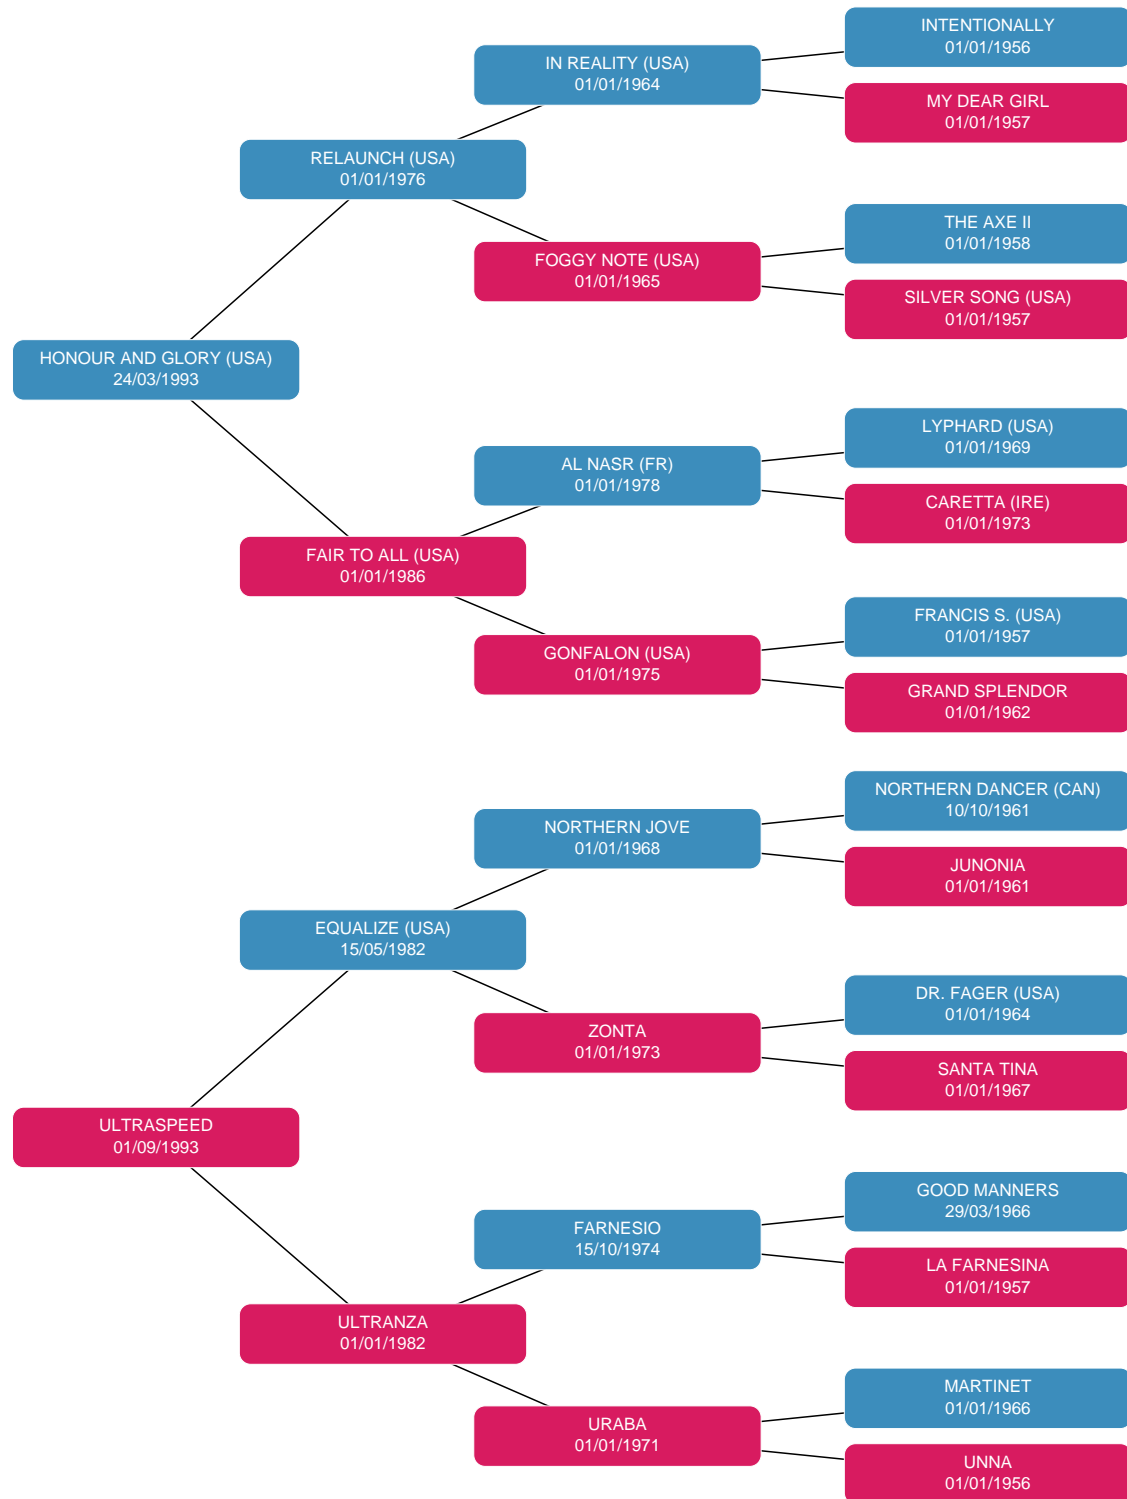 INTENTIONALLY
01/01/1956
IN REALITY (USA)
01/01/1964
MY DEAR GIRL
01/01/1957
RELAUNCH (USA)
01/01/1976
THE AXE II
01/01/1958
FOGGY NOTE (USA)
01/01/1965
SILVER SONG (USA)
01/01/1957
HONOUR AND GLORY (USA)
24/03/1993
LYPHARD (USA)
01/01/1969
AL NASR (FR)
01/01/1978
CARETTA (IRE)
01/01/1973
FAIR TO ALL (USA)
01/01/1986
FRANCIS S. (USA)
01/01/1957
GONFALON (USA)
01/01/1975
GRAND SPLENDOR
01/01/1962
NORTHERN DANCER (CAN)
10/10/1961
NORTHERN JOVE
01/01/1968
JUNONIA
01/01/1961
EQUALIZE (USA)
15/05/1982
DR. FAGER (USA)
01/01/1964
ZONTA
01/01/1973
SANTA TINA
01/01/1967
ULTRASPEED
01/09/1993
GOOD MANNERS
29/03/1966
FARNESIO
15/10/1974
LA FARNESINA
01/01/1957
ULTRANZA
01/01/1982
MARTINET
01/01/1966
URABA
01/01/1971
UNNA
01/01/1956